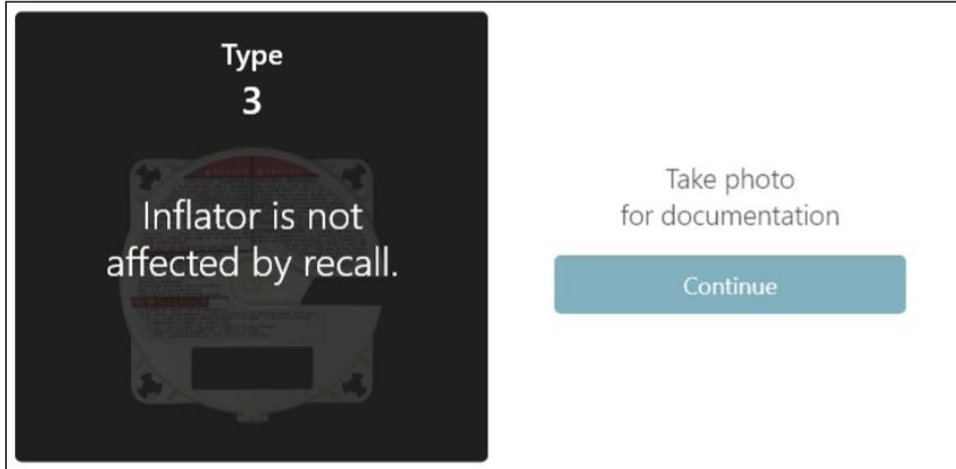 Type
3
Inflator is not
affected by recall.
Take photo
for documentation
Continue